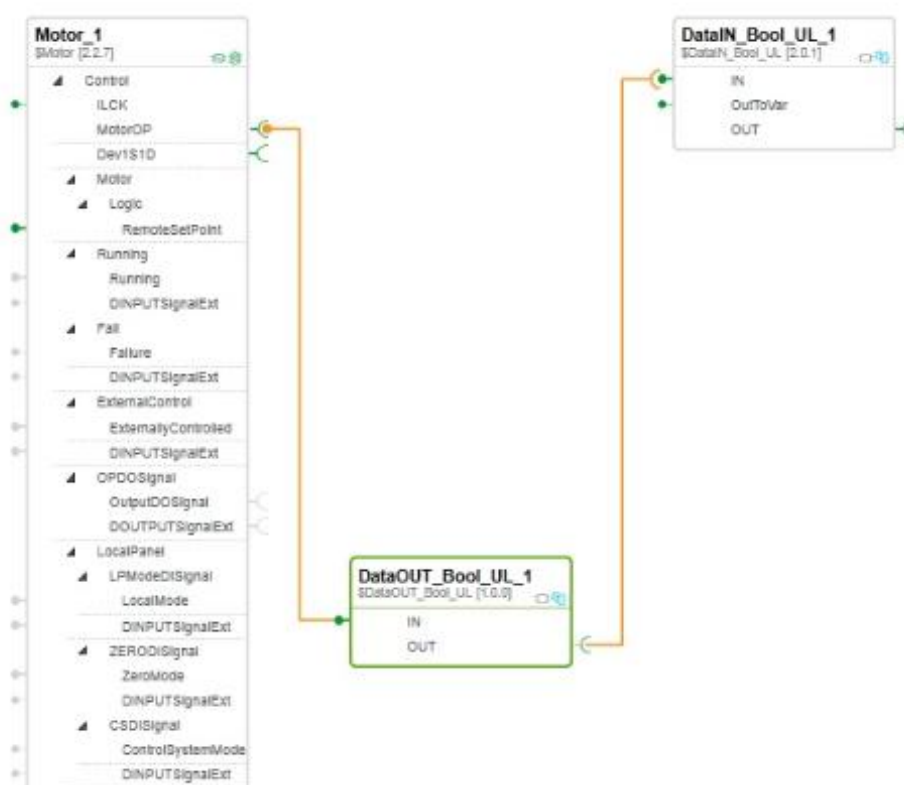 Motor_1
$Motor [2.2.7]
Control
ILCK
MotorOP
Dev1S1D
Motor
Logic
RemoteSetPoint
Running
Running
DINPUTSignalExt
Fail
Failure
DINPUTSignalExt
ExternalControl
ExternallyControlled
DINPUTSignalExt
OPDOSignal
OutputDOSignal
DOUTPUTSignalExt
LocalPanel
LPModeDISignal
LocalMode
DINPUTSignalExt
ZERODISignal
ZeroMode
DINPUTSignalExt
CSDISignal
ControlSystemMode
DINPUTSignalExt
DataOUT_Bool_UL_1
$DataOUT_Bool_UL [1.0.0]
IN
OUT
DataIN_Bool_UL_1
$DataIN_Bool_UL [2.0.1]
IN
OutToVar
OUT